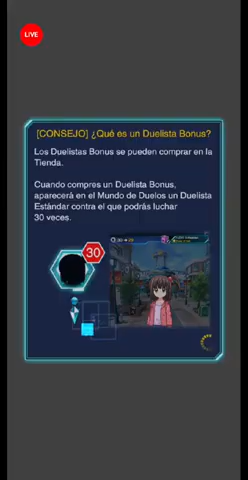 LIVE
[CONSEJO] ¿Qué es un Duelista Bonus?
Los Duelistas Bonus se pueden comprar en la
Tienda.
Cuando compres un Duelista Bonus,
aparecerá en el Mundo de Duelos un Duelista
Estándar contra el que podrás luchar
30 veces.
30